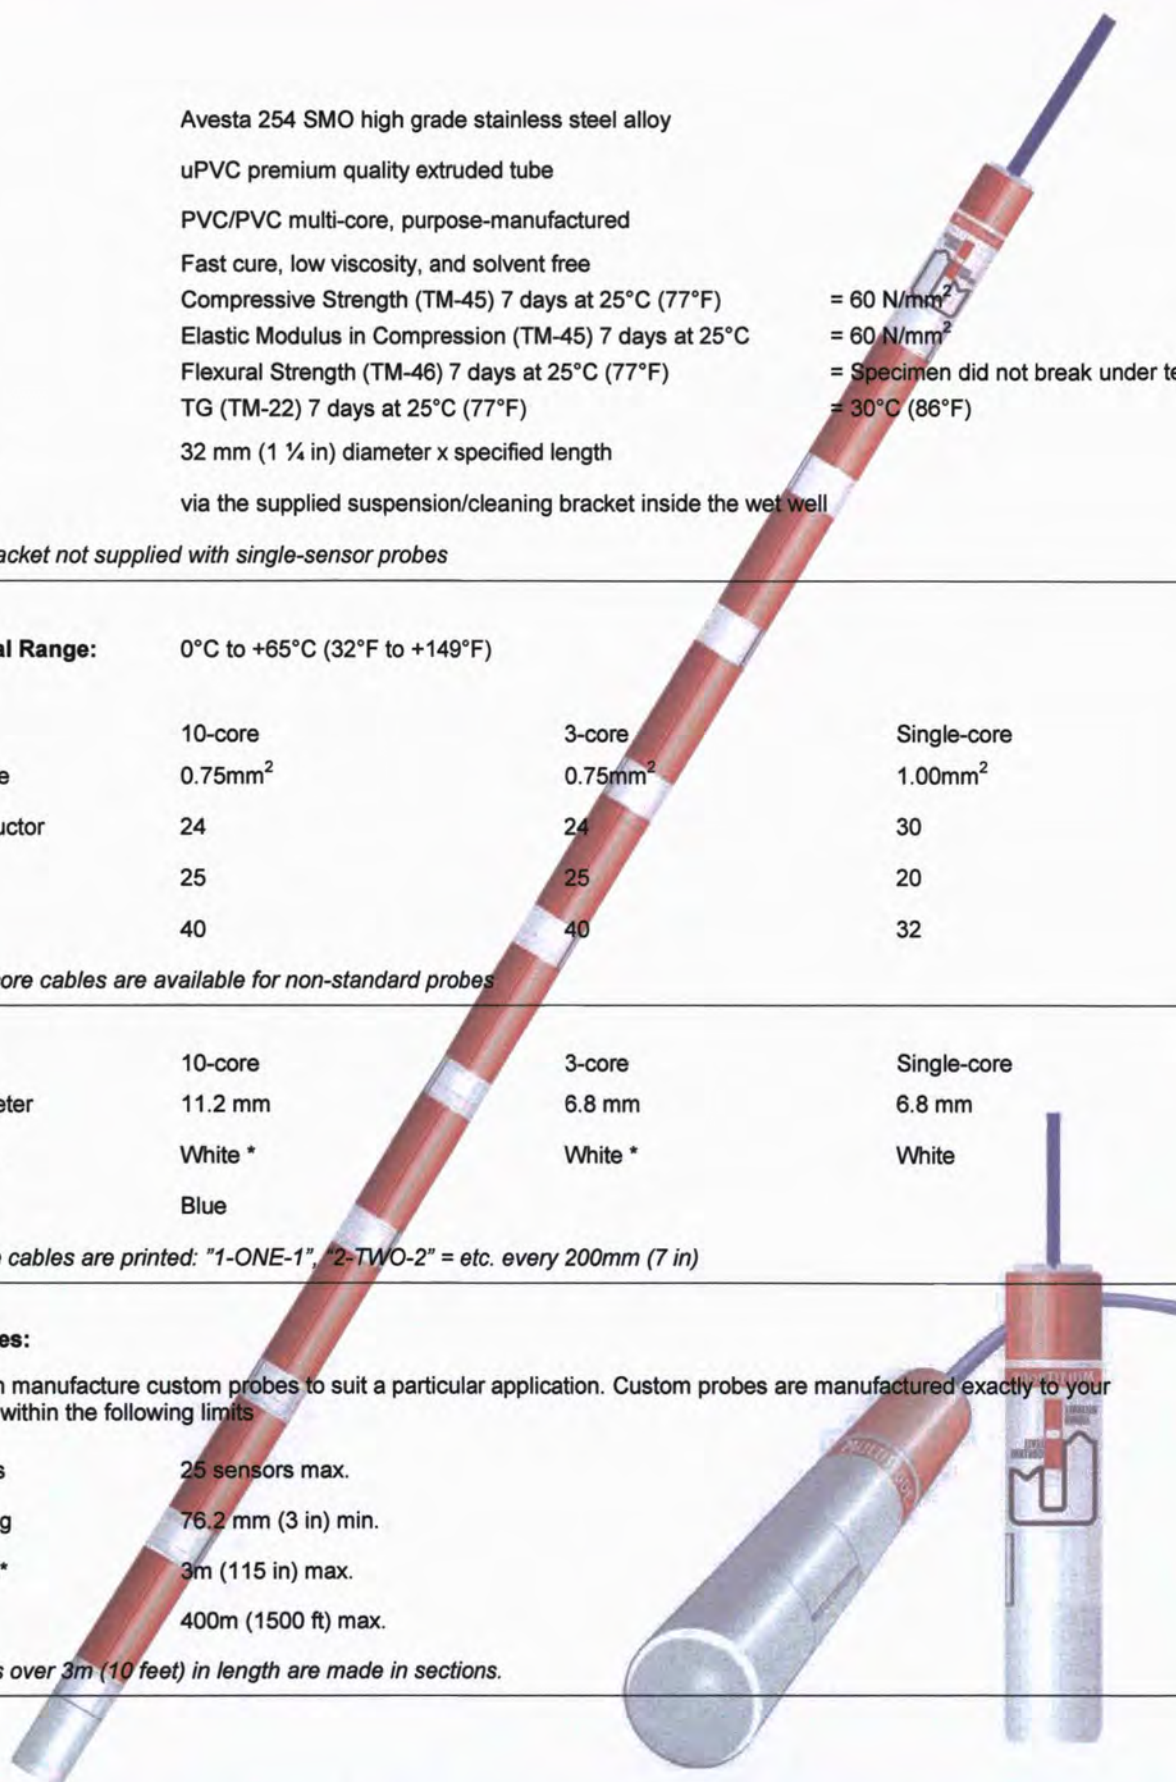 Avesta 254 SMO high grade stainless steel alloy
uPVC premium quality extruded tube
PVC/PVC multi-core, purpose-manufactured
Fast cure, low viscosity, and solvent free
Compressive Strength (TM-45) 7 days at 25°C (77°F) = 60 N/mm²
Elastic Modulus in Compression (TM-45) 7 days at 25°C = 60 N/mm²
Flexural Strength (TM-46) 7 days at 25°C (77°F) = Specimen did not break under te
TG (TM-22) 7 days at 25°C (77°F) = 30°C (86°F)
32 mm (1 ¼ in) diameter x specified length
via the supplied suspension/cleaning bracket inside the wet well
acket not supplied with single-sensor probes
al Range: 0°C to +65°C (32°F to +149°F)
10-core 3-core Single-core
e 0.75mm² 0.75mm² 1.00mm²
uctor 24 24 30
25 25 20
40 40 32
ore cables are available for non-standard probes
10-core 3-core Single-core
eter 11.2 mm 6.8 mm 6.8 mm
White * White * White
Blue
e cables are printed: "1-ONE-1", "2-TWO-2" = etc. every 200mm (7 in)
es:
n manufacture custom probes to suit a particular application. Custom probes are manufactured exactly to your
within the following limits
s 25 sensors max.
g 76.2 mm (3 in) min.
* 3m (115 in) max.
400m (1500 ft) max.
s over 3m (10 feet) in length are made in sections.